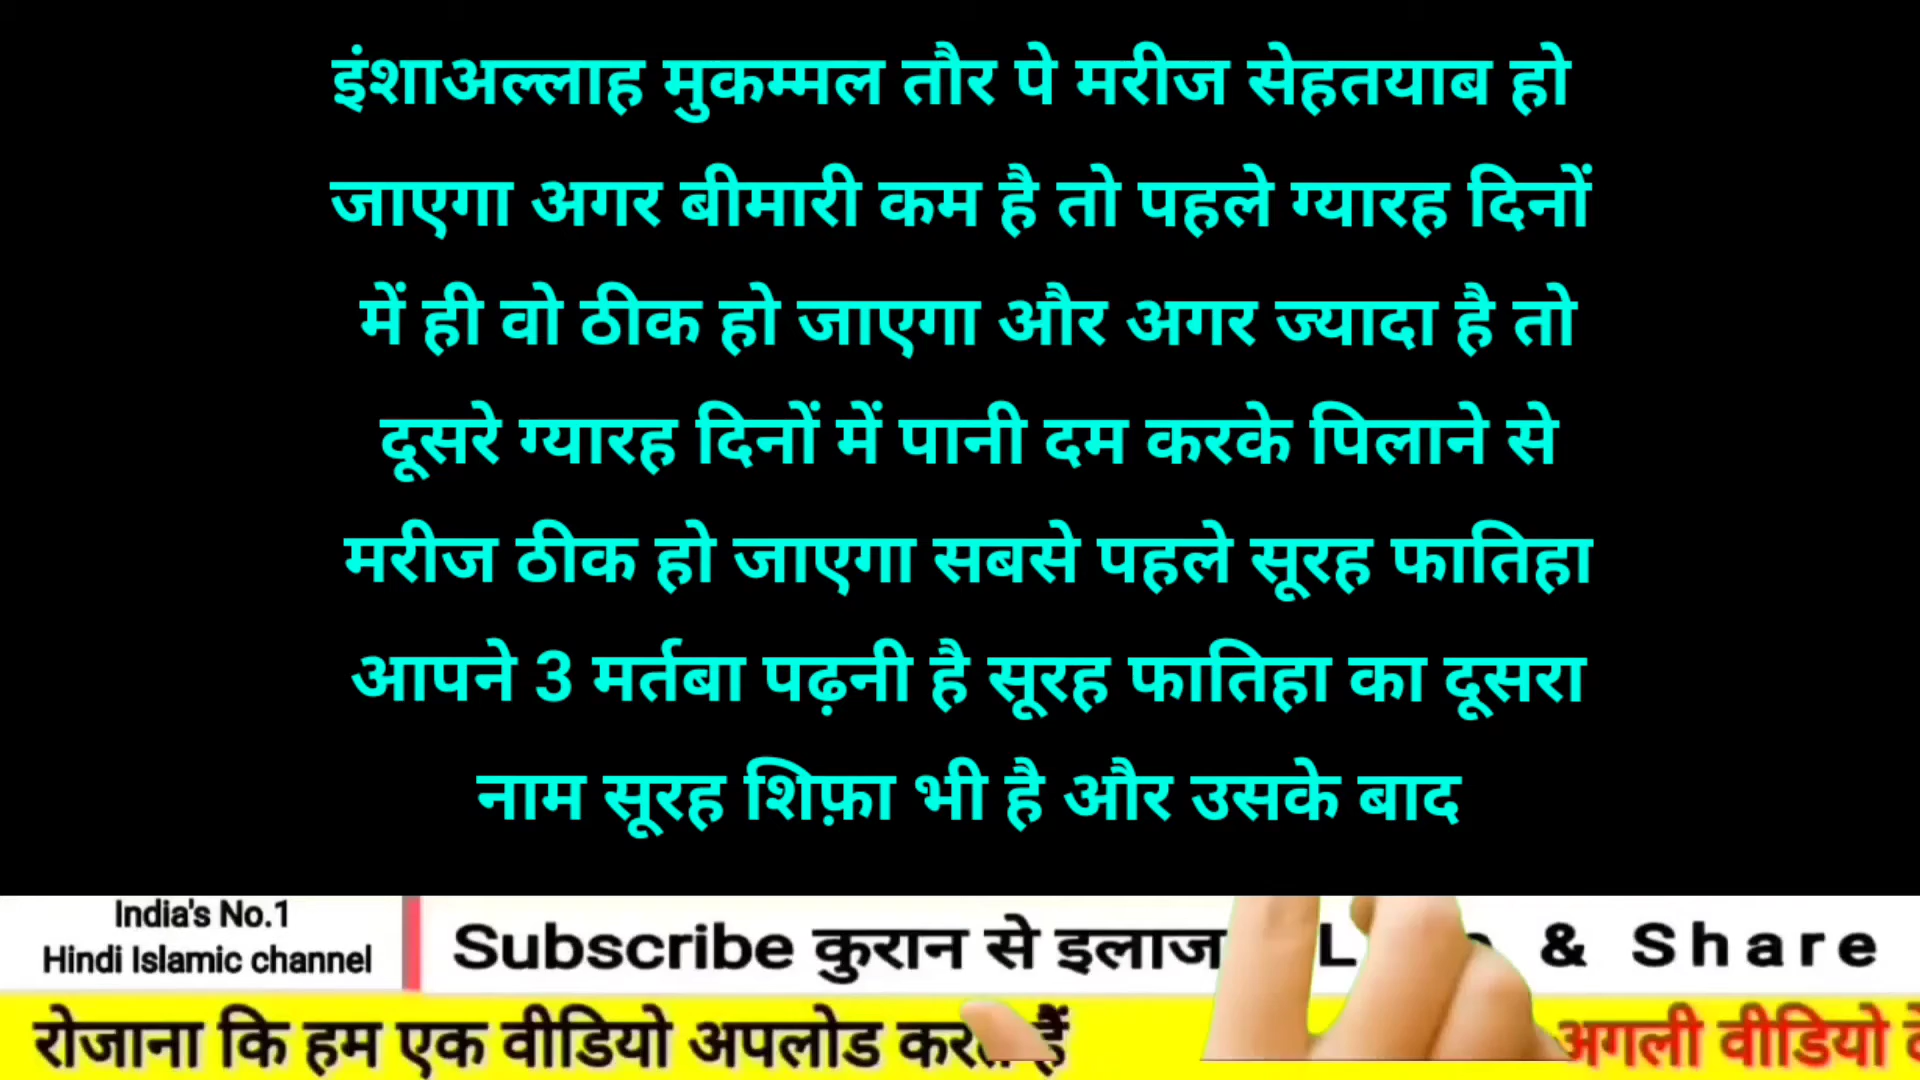 इंशाअल्लाह मुकम्मल तौर पे मरीज सेहतयाब हो
जाएगा अगर बीमारी कम है तो पहले ग्यारह दिनों
में ही वो ठीक हो जाएगा और अगर ज्यादा है तो
दूसरे ग्यारह दिनों में पानी दम करके पिलाने से
मरीज ठीक हो जाएगा सबसे पहले सूरह फातिहा
आपने 3 मर्तबा पढ़नी है सूरह फातिहा का दूसरा
नाम सूरह शिफ़ा भी है और उसके बाद
India's No.1
Hindi Islamic channel
Subscribe कुरान से इलाज & Share
रोजाना कि हम एक वीडियो अपलोड करते हैं
अगली वीडियो